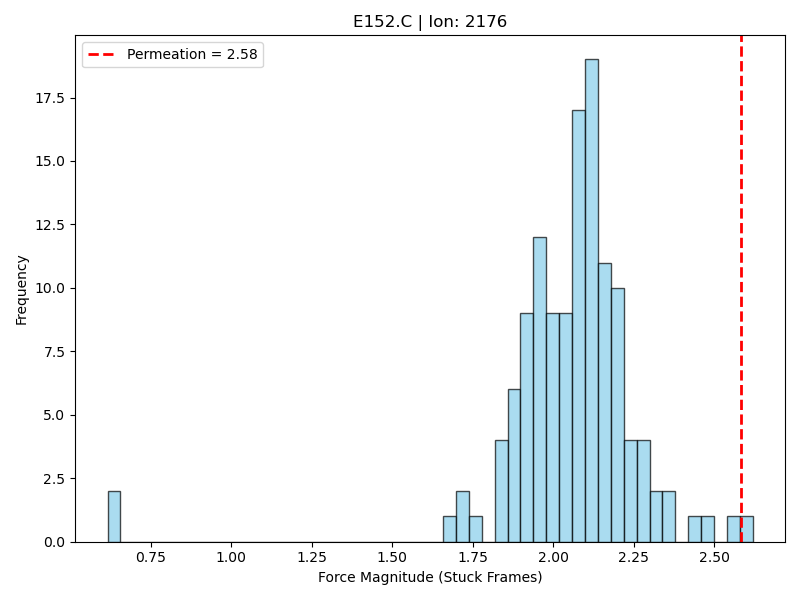 E152.C | Ion: 2176
Permeation = 2.58
17.5
15.0
12.5
10.0
7.5
5.0
2.5
0.0
Frequency
0.75 1.00 1.25 1.50 1.75 2.00 2.25 2.50
Force Magnitude (Stuck Frames)